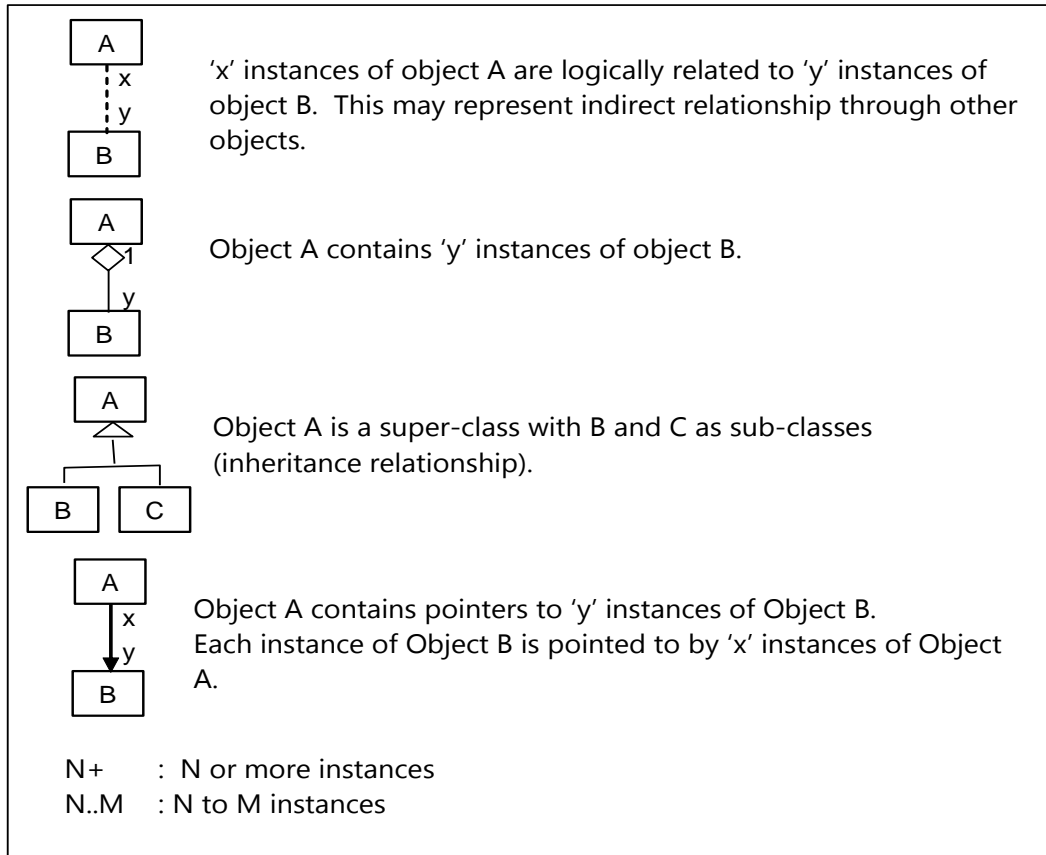 A
x
y
B
‘x’ instances of object A are logically related to ‘y’ instances of
object B. This may represent indirect relationship through other
objects.
A
1
y
B
Object A contains ‘y’ instances of object B.
A
B
C
Object A is a super-class with B and C as sub-classes
(inheritance relationship).
A
x
y
B
Object A contains pointers to ‘y’ instances of Object B.
Each instance of Object B is pointed to by ‘x’ instances of Object
A.
N+ : N or more instances
N..M : N to M instances